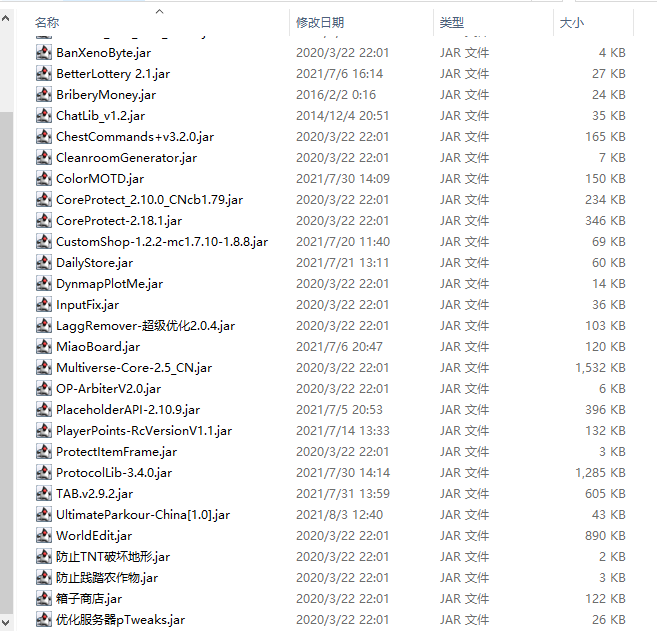 名称 修改日期 类型 大小
BanXenoByte.jar 2020/3/22 22:01 JAR 文件 4 KB
BetterLottery 2.1.jar 2021/7/6 16:14 JAR 文件 27 KB
BriberyMoney.jar 2016/2/2 0:16 JAR 文件 24 KB
ChatLib_v1.2.jar 2014/12/4 20:51 JAR 文件 35 KB
ChestCommands+v3.2.0.jar 2020/3/22 22:01 JAR 文件 165 KB
CleanroomGenerator.jar 2020/3/22 22:01 JAR 文件 7 KB
ColorMOTD.jar 2021/7/30 14:09 JAR 文件 150 KB
CoreProtect_2.10.0_CNcb1.79.jar 2020/3/22 22:01 JAR 文件 234 KB
CoreProtect-2.18.1.jar 2020/3/22 22:01 JAR 文件 346 KB
CustomShop-1.2.2-mc1.7.10-1.8.8.jar 2021/7/20 11:40 JAR 文件 69 KB
DailyStore.jar 2021/7/21 13:11 JAR 文件 60 KB
DynmapPlotMe.jar 2020/3/22 22:01 JAR 文件 14 KB
InputFix.jar 2020/3/22 22:01 JAR 文件 36 KB
LaggRemover-超级优化2.0.4.jar 2020/3/22 22:01 JAR 文件 103 KB
MiaoBoard.jar 2021/7/6 20:47 JAR 文件 120 KB
Multiverse-Core-2.5_CN.jar 2020/3/22 22:01 JAR 文件 1,532 KB
OP-ArbiterV2.0.jar 2020/3/22 22:01 JAR 文件 6 KB
PlaceholderAPI-2.10.9.jar 2021/7/5 20:53 JAR 文件 396 KB
PlayerPoints-RcVersionV1.1.jar 2021/7/14 13:33 JAR 文件 132 KB
ProtectItemFrame.jar 2020/3/22 22:01 JAR 文件 3 KB
ProtocolLib-3.4.0.jar 2021/7/30 14:14 JAR 文件 1,285 KB
TAB.v2.9.2.jar 2021/7/31 13:59 JAR 文件 605 KB
UltimateParkour-China[1.0].jar 2021/8/3 12:40 JAR 文件 43 KB
WorldEdit.jar 2020/3/22 22:01 JAR 文件 890 KB
防止TNT破坏地形.jar 2020/3/22 22:01 JAR 文件 2 KB
防止践踏农作物.jar 2020/3/22 22:01 JAR 文件 3 KB
箱子商店.jar 2020/3/22 22:01 JAR 文件 122 KB
优化服务器pTweaks.jar 2020/3/22 22:01 JAR 文件 26 KB